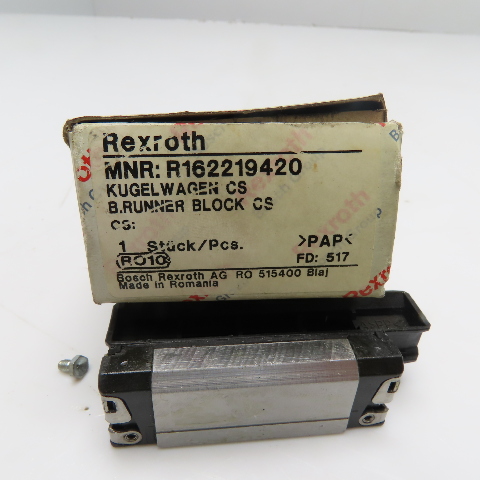 Rexroth
MNR: R162219420
KUGELWAGEN CS
B.RUNNER BLOCK CS
CS:
1 Stück/Pcs. >PAP<
RO10 FD: 517
Bosch Rexroth AG RO 515400 Blaj
Made in Romania
Rexroth